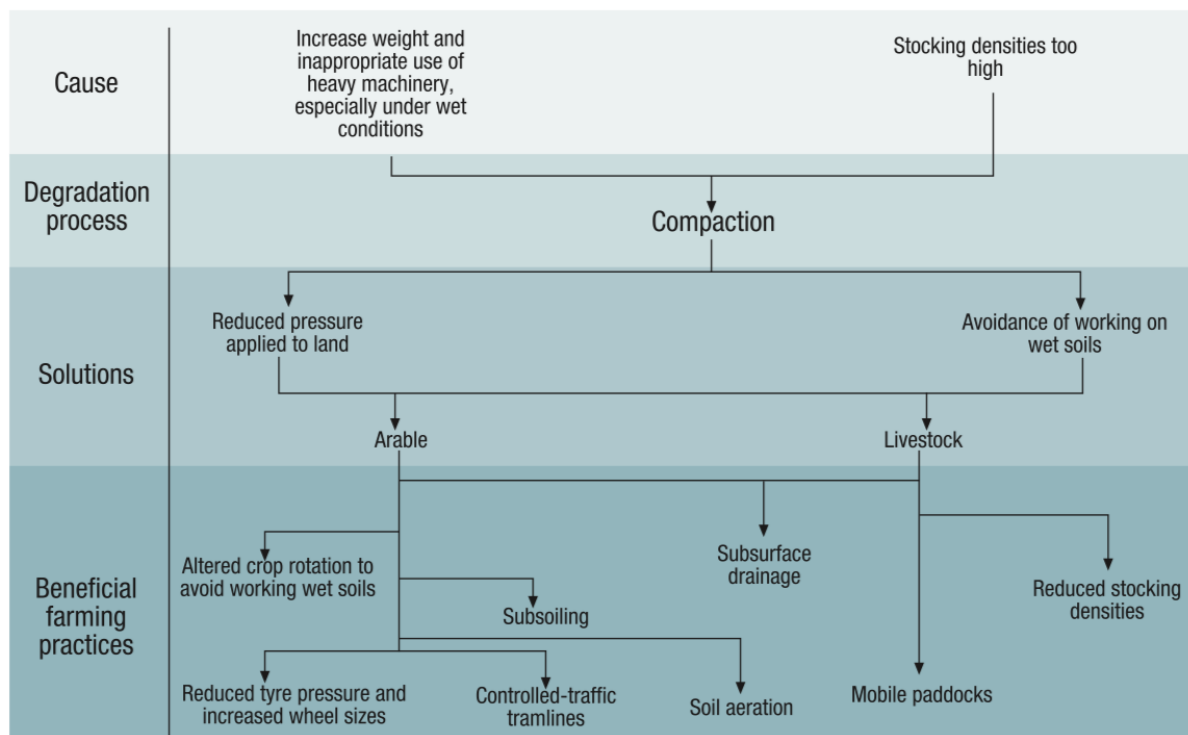 Cause
Increase weight and
inappropriate use of
heavy machinery,
especially under wet
conditions
Stocking densities too
high
Degradation
process
Compaction
Solutions
Reduced pressure
applied to land
Avoidance of working on
wet soils
Arable
Livestock
Beneficial
farming
practices
Altered crop rotation to
avoid working wet soils
Subsoiling
Subsurface
drainage
Reduced stocking
densities
Reduced tyre pressure and
increased wheel sizes
Controlled-traffic
tramlines
Soil aeration
Mobile paddocks